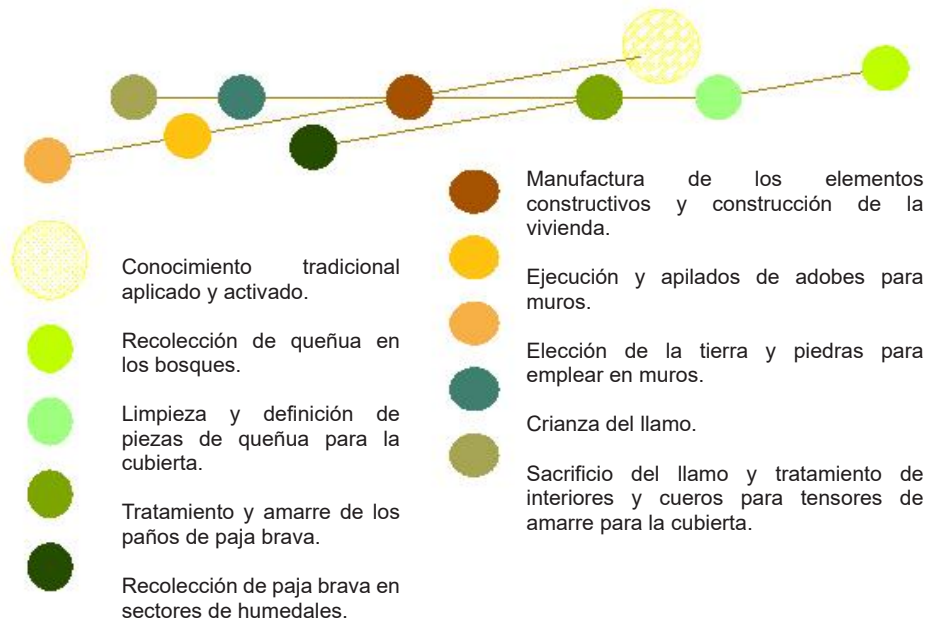 Conocimiento tradicional
aplicado y activado.
Recolección de queñua en
los bosques.
Limpieza y definición de
piezas de queñua para la
cubierta.
Tratamiento y amarre de los
paños de paja brava.
Recolección de paja brava en
sectores de humedales.
Manufactura de los elementos
constructivos y construcción de la
vivienda.
Ejecución y apilados de adobes para
muros.
Elección de la tierra y piedras para
emplear en muros.
Crianza del llamo.
Sacrificio del llamo y tratamiento de
interiores y cueros para tensores de
amarre para la cubierta.